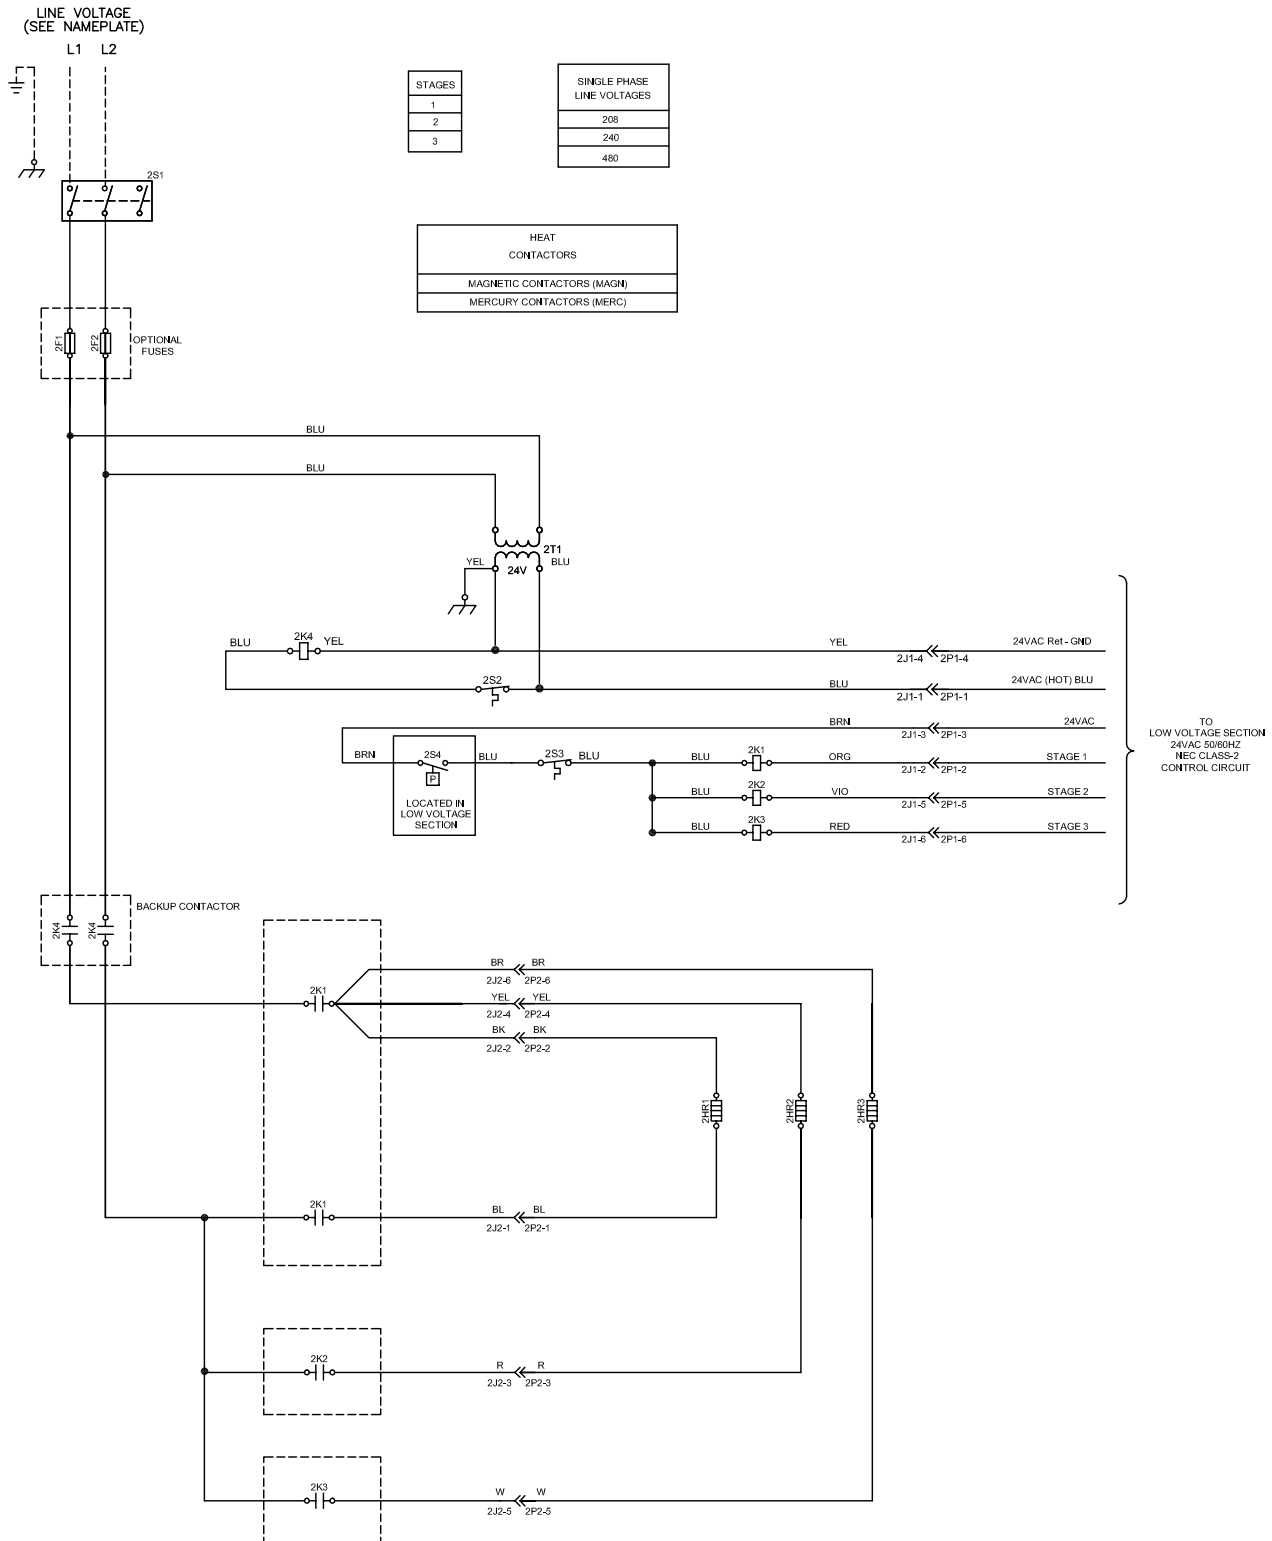 LINE VOLTAGE
(SEE NAMEPLATE)
L1 L2
STAGES
1
2
3
SINGLE PHASE
LINE VOLTAGES
208
240
480
2S1
HEAT
CONTACTORS
MAGNETIC CONTACTORS (MAGN)
MERCURY CONTACTORS (MERC)
2F1
2F2
OPTIONAL
FUSES
BLU
BLU
2T1
YEL
24V
BLU
BLU
2K4
YEL
YEL
2J1-4
2P1-4
24VAC Ret - GND
2S2
BLU
2J1-1
2P1-1
24VAC (HOT) BLU
BRN
2J1-3
2P1-3
24VAC
BRN
2S4
P
LOCATED IN
LOW VOLTAGE
SECTION
BLU
2S3
BLU
BLU
2K1
ORG
2J1-2
2P1-2
STAGE 1
BLU
2K2
VIO
2J1-5
2P1-5
STAGE 2
BLU
2K3
RED
2J1-6
2P1-6
STAGE 3
TO
LOW VOLTAGE SECTION
24VAC 50/60HZ
NEC CLASS-2
CONTROL CIRCUIT
2K4
2K4
BACKUP CONTACTOR
2K1
BR
BR
2J2-6
2P2-6
YEL
YEL
2J2-4
2P2-4
BK
BK
2J2-2
2P2-2
2HR1
2HR2
2HR3
2K1
BL
BL
2J2-1
2P2-1
2K2
R
R
2J2-3
2P2-3
2K3
W
W
2J2-5
2P2-5